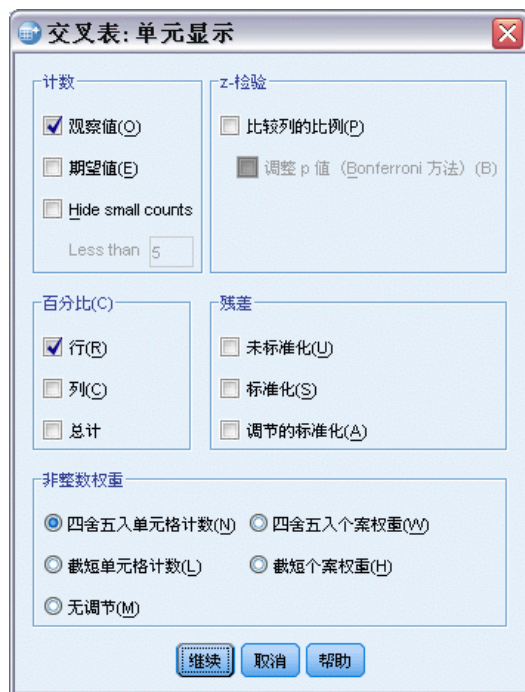 交叉表: 单元显示
计数
观察值(O)
期望值(E)
Hide small counts
Less than 5
z-检验
比较列的比例(P)
调整 p 值（Bonferroni 方法）(B)
百分比(C)
行(R)
列(C)
总计
残差
未标准化(U)
标准化(S)
调节的标准化(A)
非整数权重
四舍五入单元格计数(N) 四舍五入个案权重(W)
截短单元格计数(L) 截短个案权重(H)
无调节(M)
继续 取消 帮助